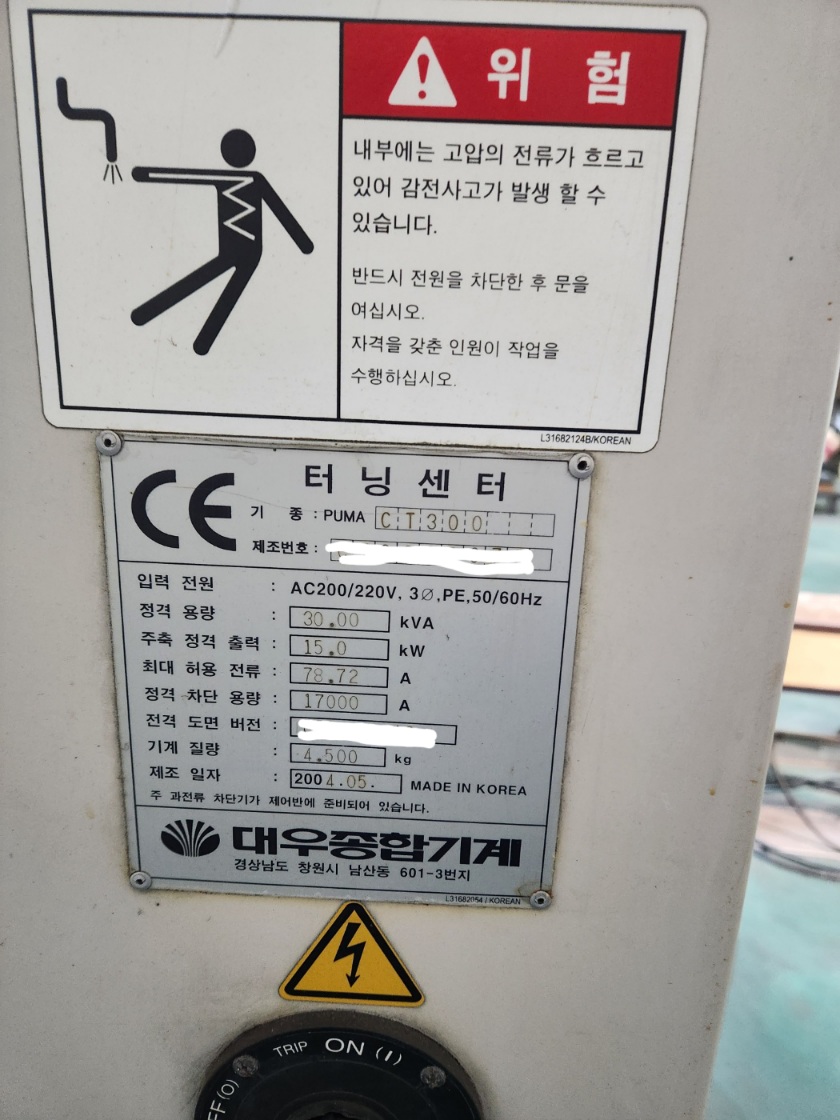 위 험
내부에는 고압의 전류가 흐르고
있어 감전사고가 발생 할 수
있습니다.
반드시 전원을 차단한 후 문을
여십시오.
자격을 갖춘 인원이 작업을
수행하십시오.
L31682124B/KOREAN
CE
터닝센터
기 종 : PUMA CT300
제조번호 :
입력 전원 : AC200/220V, 3∅,PE,50/60Hz
정격 용량 : 30.00 kVA
주축 정격 출력 : 15.0 kW
최대 허용 전류 : 78.72 A
정격 차단 용량 : 17000 A
전격 도면 버전 :
기계 질량 : 4.500 kg
제조 일자 : 2004.05. MADE IN KOREA
주 과전류 차단기가 제어반에 준비되어 있습니다.
대우종합기계
경상남도 창원시 남산동 601-3번지
L31682054 / KOREAN
TRIP ON (I)
FF(O)